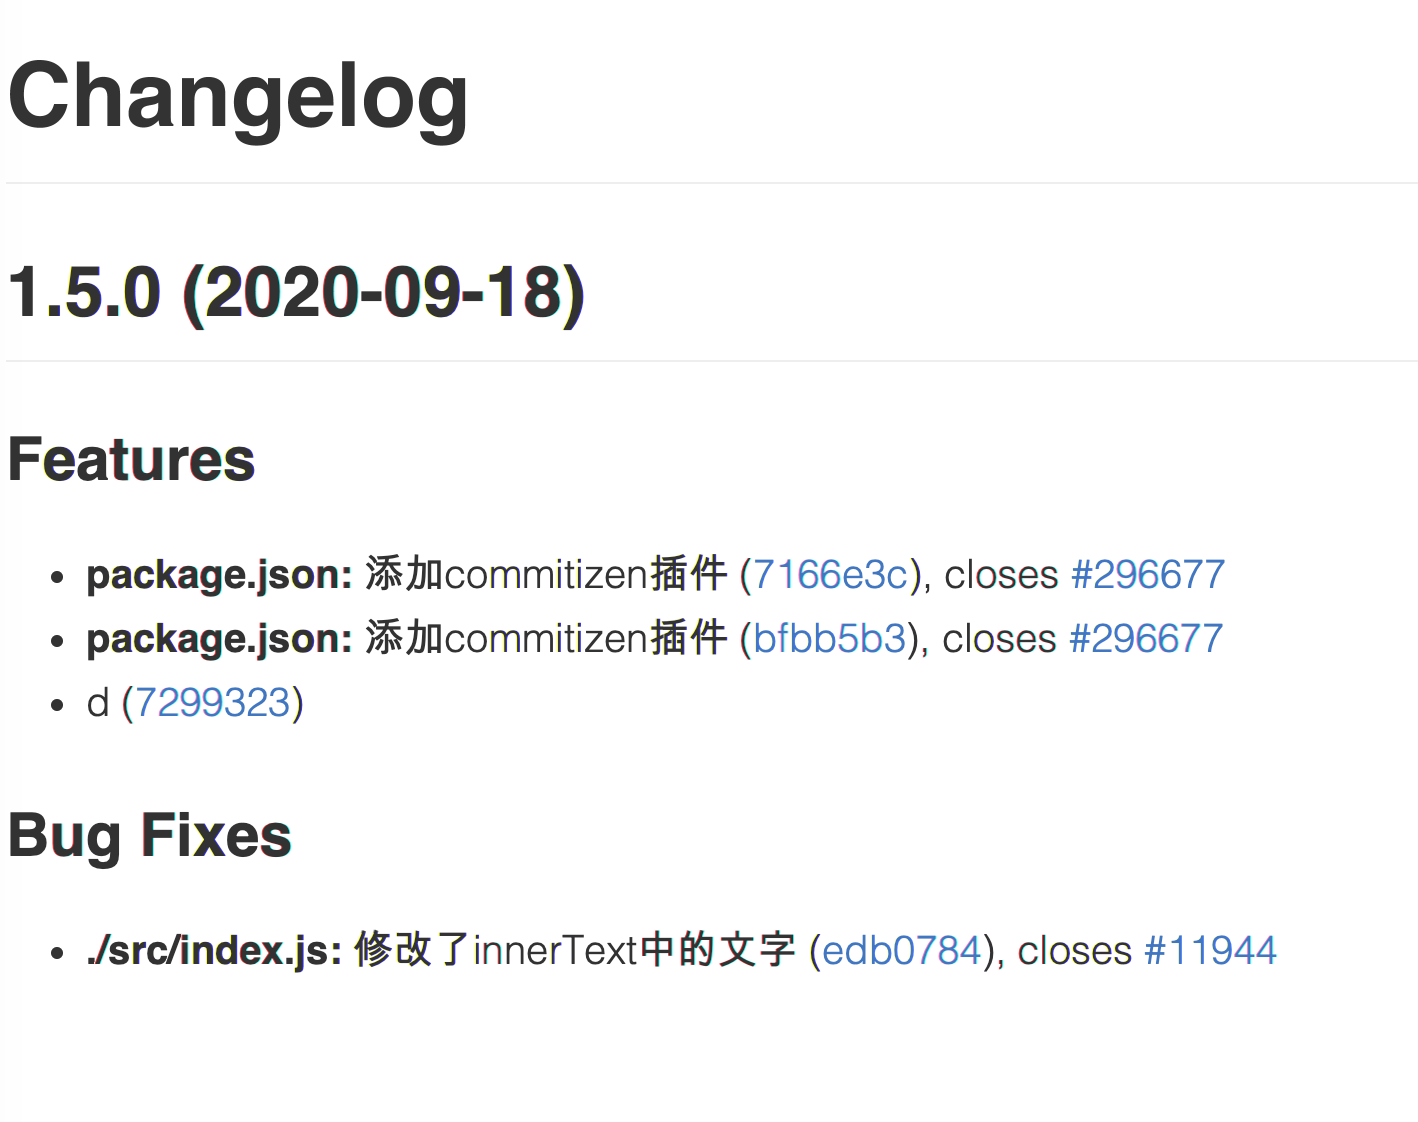 Changelog
1.5.0 (2020-09-18)
Features
package.json: 添加commitizen插件 (7166e3c), closes #296677
package.json: 添加commitizen插件 (bfbb5b3), closes #296677
d (7299323)
Bug Fixes
./src/index.js: 修改了innerText中的文字 (edb0784), closes #11944